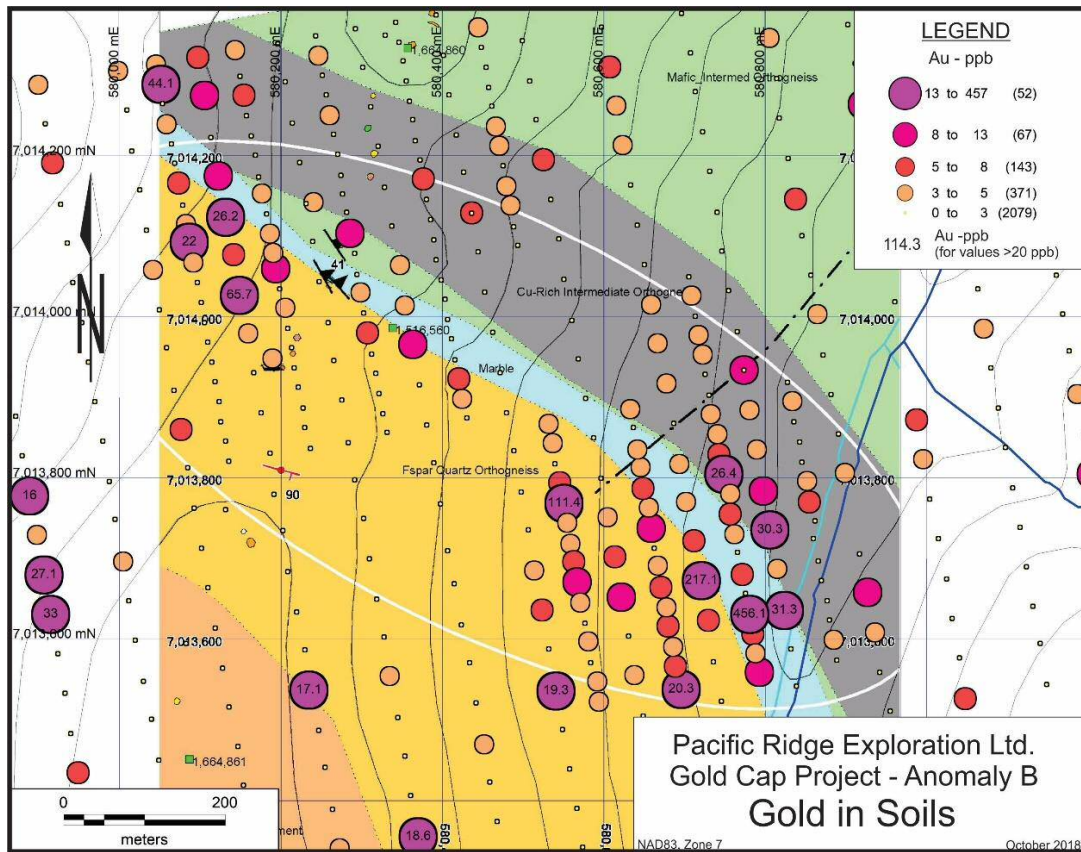 580,000 mE
580,200 mE
580,400 mE
580,600 mE
580,800 mE
LEGEND
Au - ppb
13 to 457 (52)
8 to 13 (67)
5 to 8 (143)
3 to 5 (371)
0 to 3 (2079)
114.3 Au -ppb
(for values >20 ppb)
1,664,860
Mafic_Intermed Orthogneiss
44.1
7,014,200 mN
7,014,200
26.2
22
41
65.7
Cu-Rich Intermediate Orthogne
7,014,000 mN
7,014,000
7,014,000
1,516,560
N
Marble
Fspar Quartz Orthogneiss
7,013,800 mN
7,013,800
7,013,800
90
16
26.4
111.4
30.3
27.1
217.1
33
456.1
31.3
7,013,600 mN
7,013,600
17.1
19.3
20.3
1,664,861
18.6
0 200
meters
Pacific Ridge Exploration Ltd.
Gold Cap Project - Anomaly B
Gold in Soils
NAD83, Zone 7
October 2018